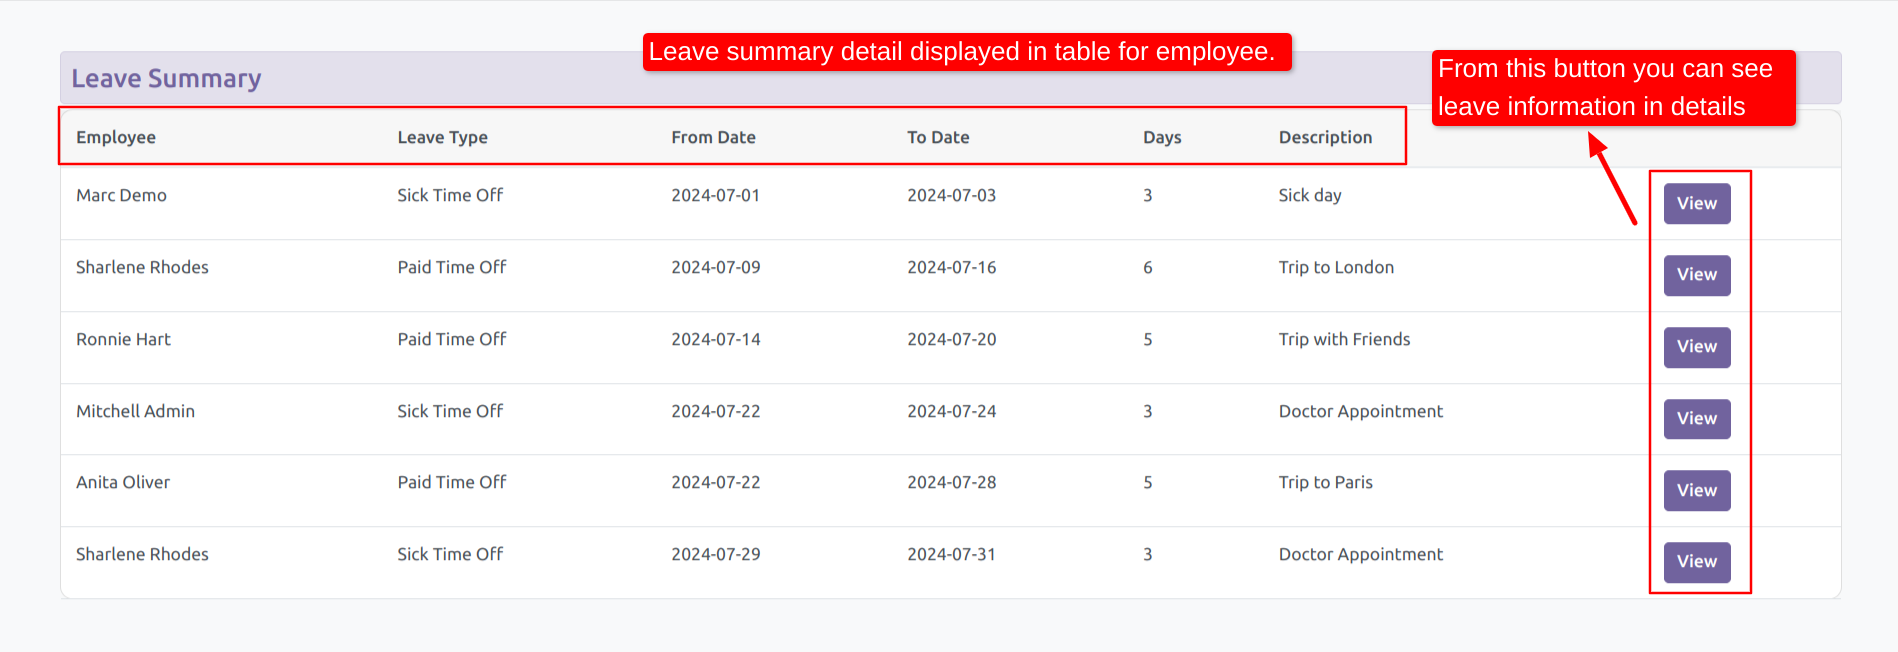 Leave summary detail displayed in table for employee.
Leave Summary
From this button you can see
leave information in details
Employee Leave Type From Date To Date Days Description
Marc Demo Sick Time Off 2024-07-01 2024-07-03 3 Sick day View
Sharlene Rhodes Paid Time Off 2024-07-09 2024-07-16 6 Trip to London View
Ronnie Hart Paid Time Off 2024-07-14 2024-07-20 5 Trip with Friends View
Mitchell Admin Sick Time Off 2024-07-22 2024-07-24 3 Doctor Appointment View
Anita Oliver Paid Time Off 2024-07-22 2024-07-28 5 Trip to Paris View
Sharlene Rhodes Sick Time Off 2024-07-29 2024-07-31 3 Doctor Appointment View